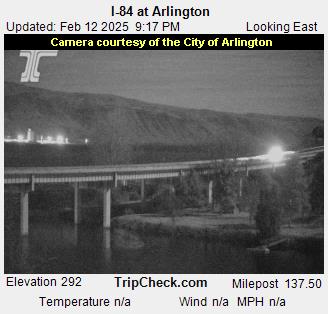 I-84 at Arlington
Updated: Feb 12 2025 9:17 PM Looking East
Camera courtesy of the City of Arlington
Elevation 292 TripCheck.com Milepost 137.50
Temperature n/a Wind n/a MPH n/a